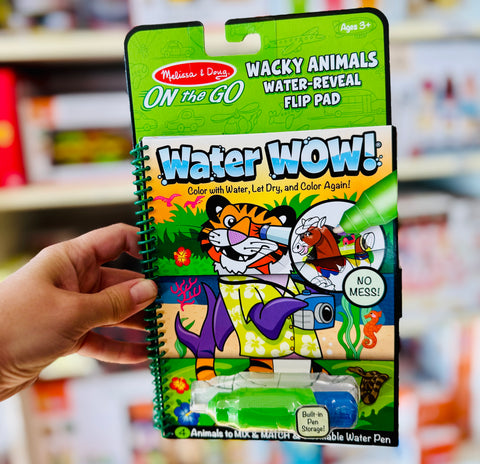 Ages 3+
Melissa & Doug
ON the GO
WACKY ANIMALS
WATER-REVEAL
FLIP PAD
Water WOW!
Color with Water, Let Dry, and Color Again!
NO
MESS!
Built-in
Pen
Storage!
4 Animals to MIX & MATCH &
able Water Pen